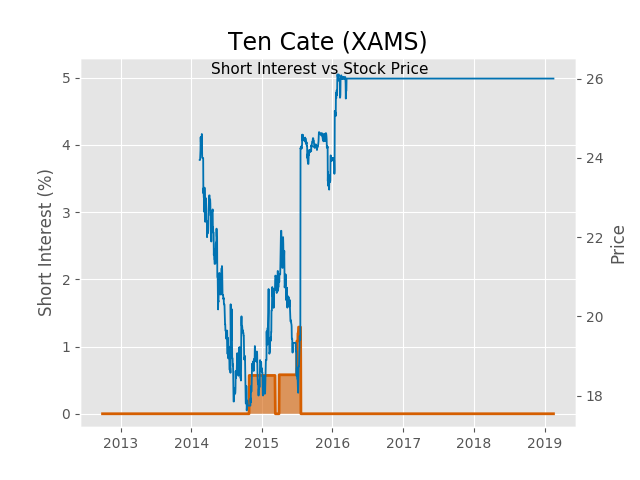 Ten Cate (XAMS)
Short Interest vs Stock Price
Short Interest (%)
5
4
3
2
1
0
26
24
22
20
18
Price
2013 2014 2015 2016 2017 2018 2019